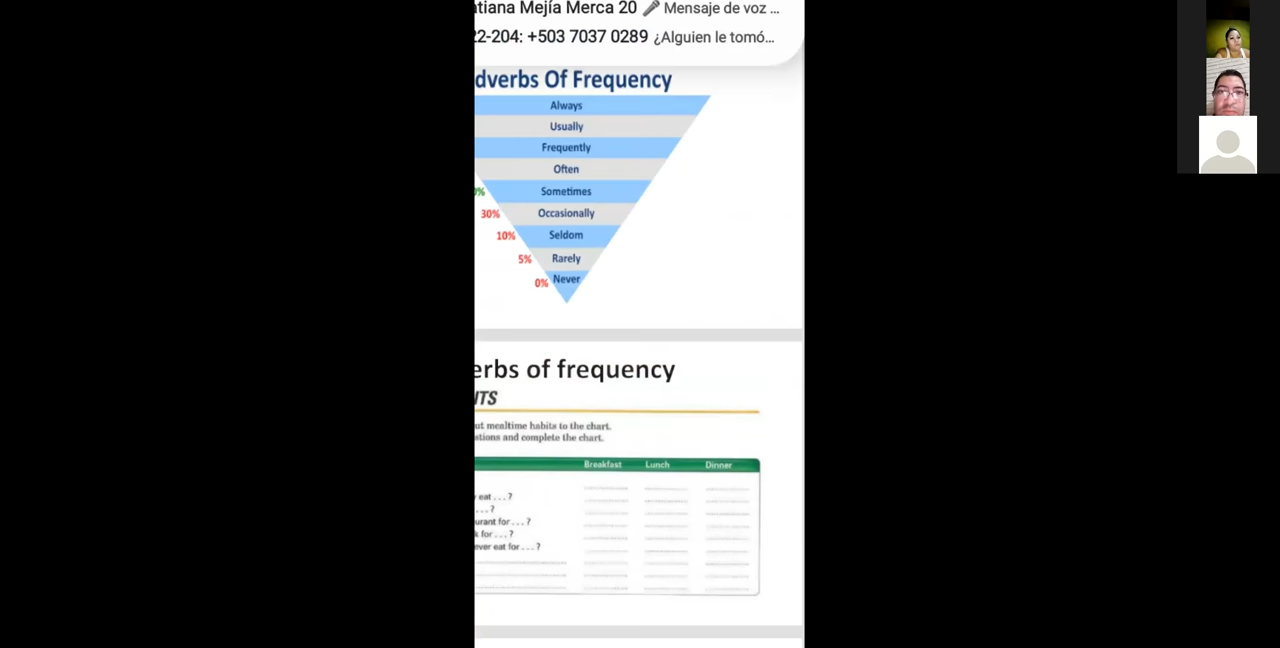 tiana Mejía Merca 20 🎤 Mensaje de voz ...
22-204: +503 7037 0289 ¿Alguien le tomó...
dverbs Of Frequency
Always
Usually
Frequently
Often
% Sometimes
30% Occasionally
10% Seldom
5% Rarely
0% Never
erbs of frequency
ITS
ut mealtime habits to the chart.
stions and complete the chart.
Breakfast Lunch Dinner
eat . . . ?
. . . ?
urant for . . . ?
k for . . . ?
ever eat for . . . ?